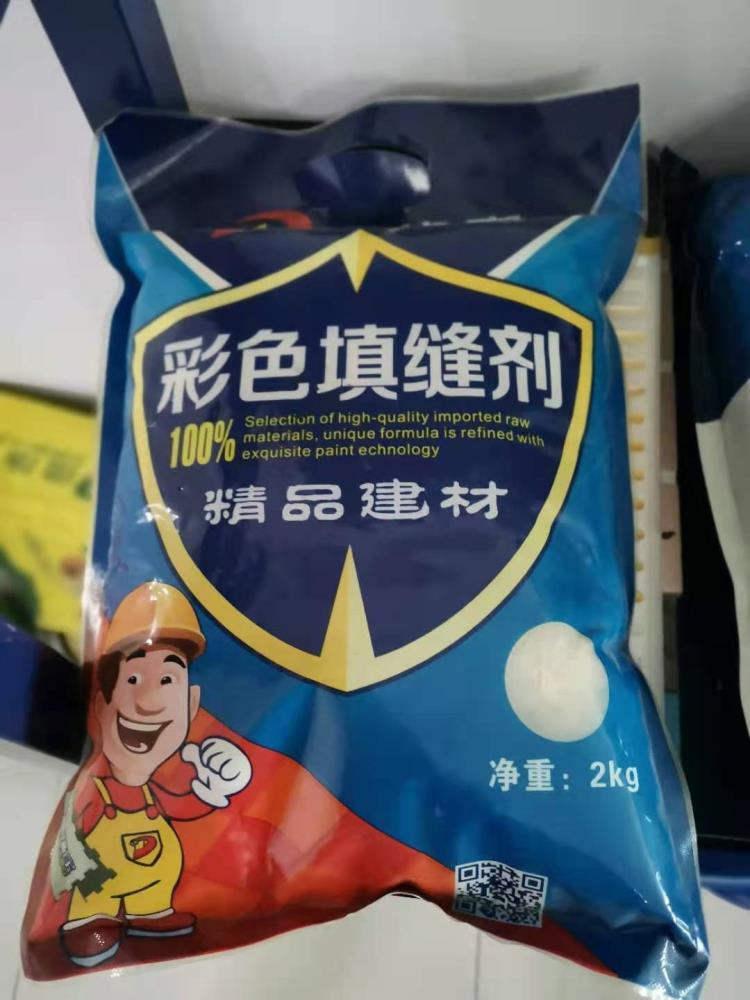 彩色填缝剂
100%
Selection of high-quality imported raw
materials, unique formula is refined with
exquisite paint echnology
精品建材
净重：2kg